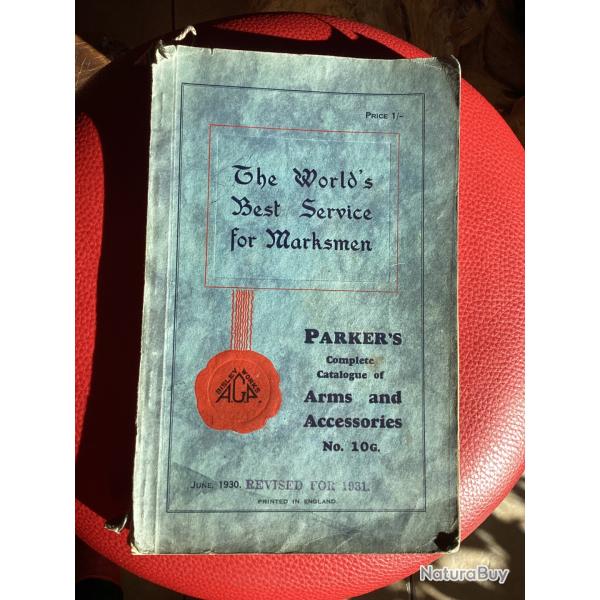 PRICE 1/-
The World's
Best Service
for Marksmen
PARKER'S
Complete
Catalogue of
Arms and
Accessories
No. 10G.
BISLEY WORKS
AGP
JUNE, 1930. REVISED FOR 1931.
PRINTED IN ENGLAND
NaturaBuy